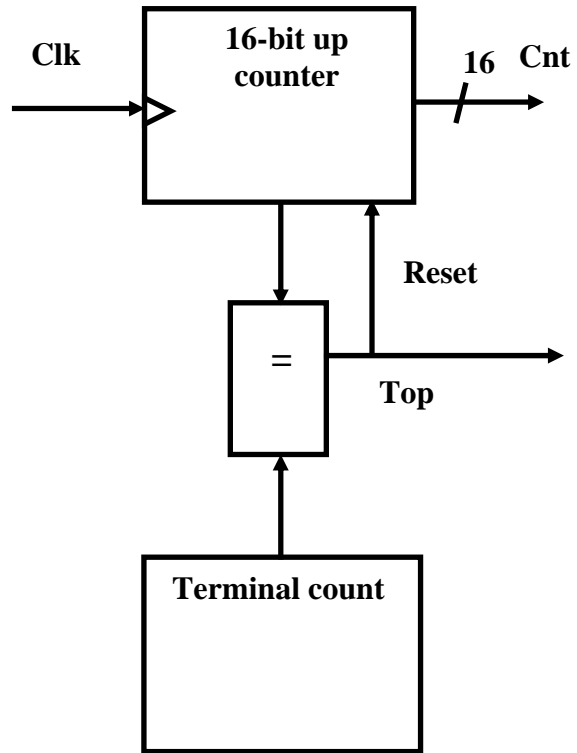 Clk
16-bit up
counter
16 Cnt
Reset
=
Top
Terminal count